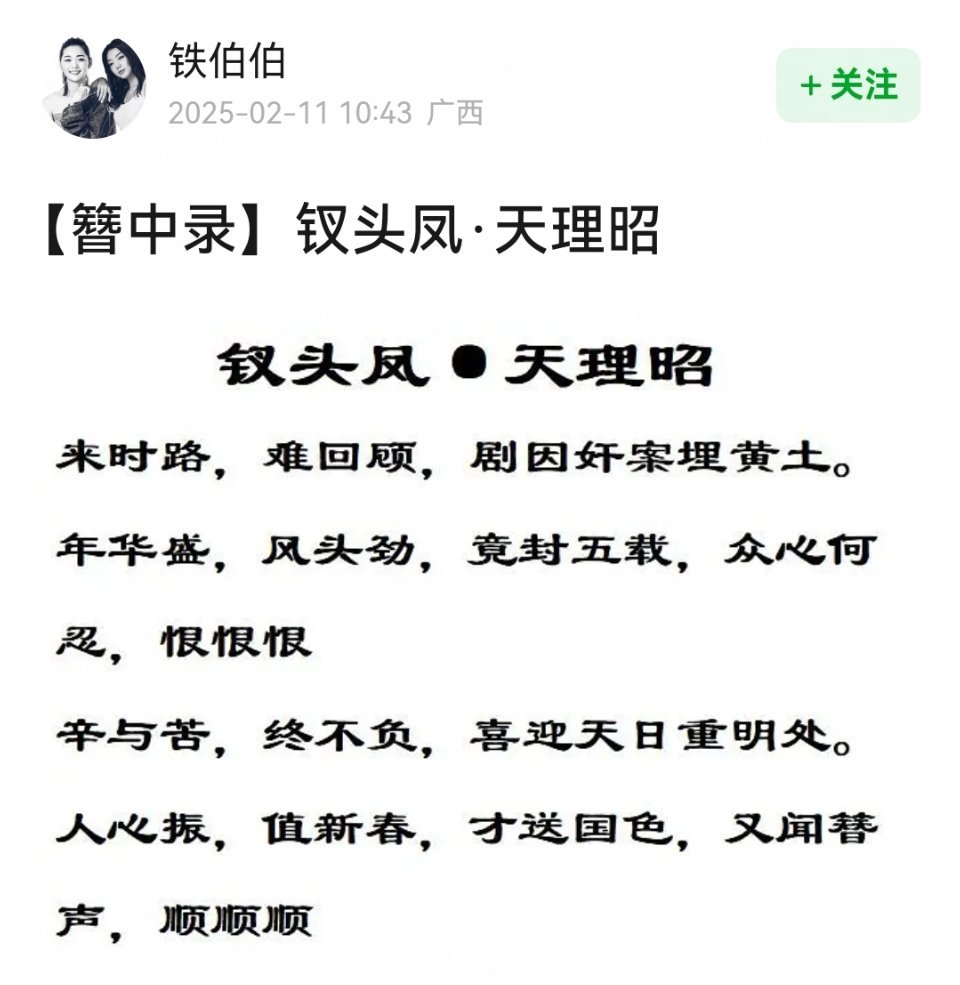 铁伯伯
2025-02-11 10:43 广西
+ 关注
【簪中录】钗头凤·天理昭
钗头凤●天理昭
来时路，难回顾，剧因奸案埋黄土。
年华盛，风头劲，竟封五载，众心何
忍，恨恨恨
辛与苦，终不负，喜迎天日重明处。
人心振，值新春，才送国色，又闻簪
声，顺顺顺